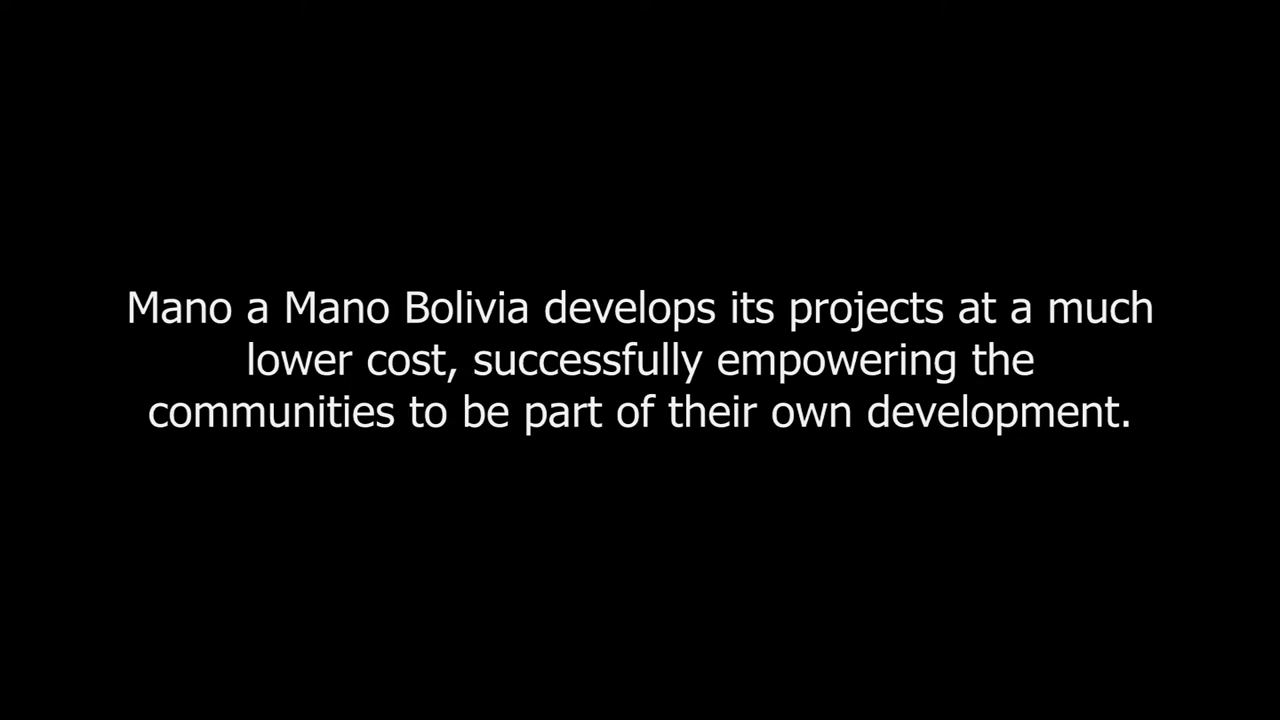 Mano a Mano Bolivia develops its projects at a much
lower cost, successfully empowering the
communities to be part of their own development.